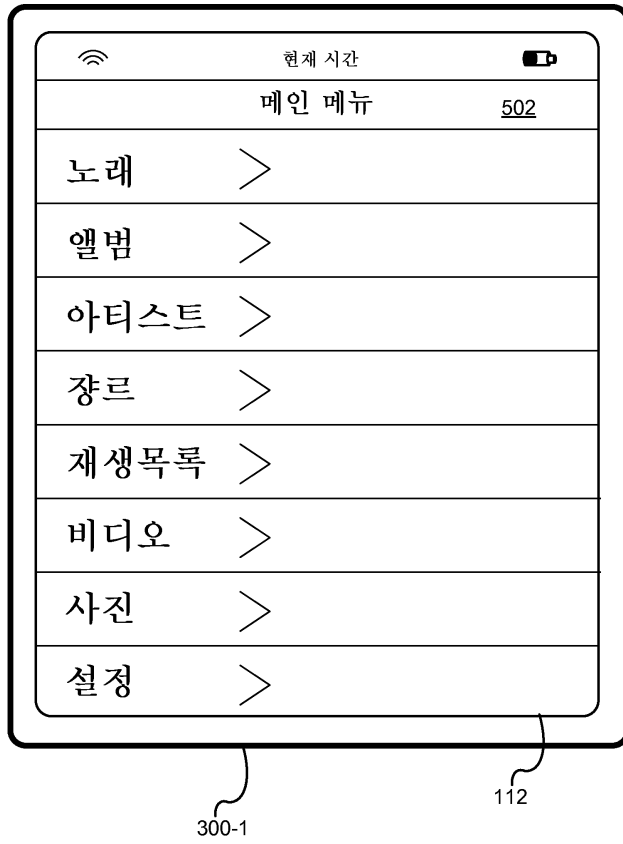 현재 시간
메인 메뉴 502
노래
앨범
아티스트
쟝르
재생목록
비디오
사진
설정
112
300-1